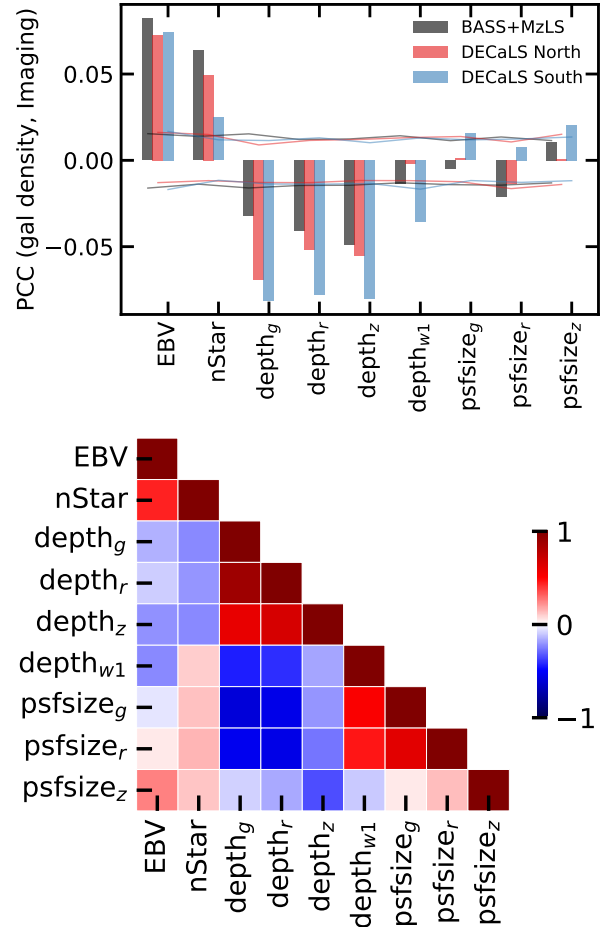 PCC (gal density, Imaging)
0.05
0.00
−0.05
BASS+MzLS
DECaLS North
DECaLS South
EBV
nStar
depth_g
depth_r
depth_z
depth_w1
psfsize_g
psfsize_r
psfsize_z
EBV
nStar
depth_g
depth_r
depth_z
depth_w1
psfsize_g
psfsize_r
psfsize_z
1
0
−1
EBV
nStar
depth_g
depth_r
depth_z
depth_w1
psfsize_g
psfsize_r
psfsize_z